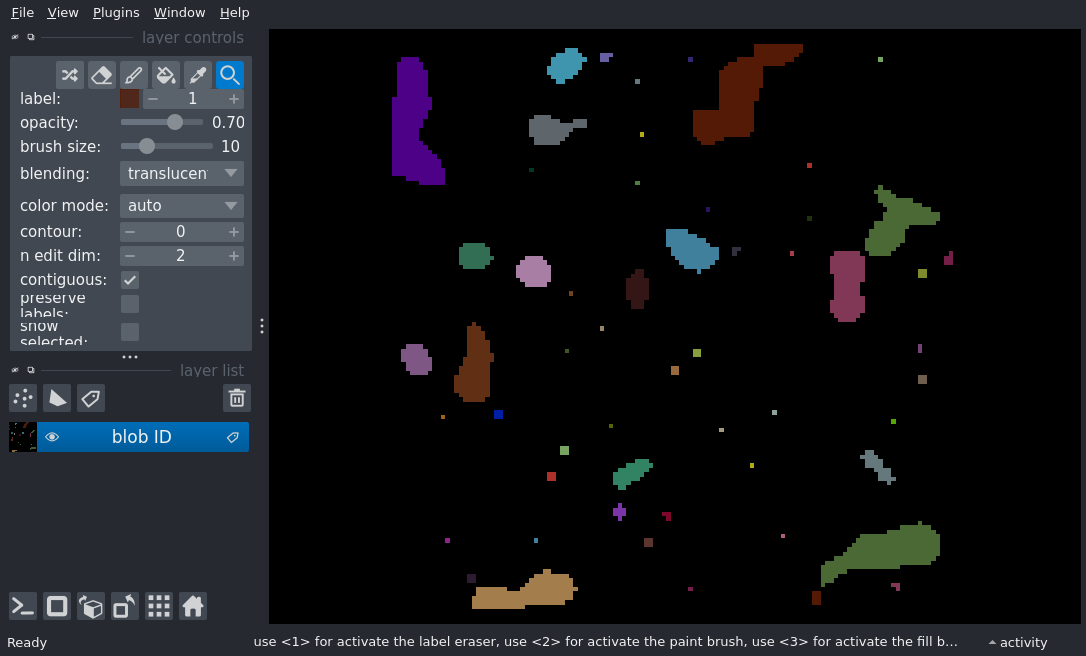 File View Plugins Window Help
layer controls
label: 1
opacity: 0.70
brush size: 10
blending: translucen
color mode: auto
contour: 0
n edit dim: 2
contiguous:
preserve
labels:
show
selected:
layer list
blob ID
Ready
use <1> for activate the label eraser, use <2> for activate the paint brush, use <3> for activate the fill b...
activity